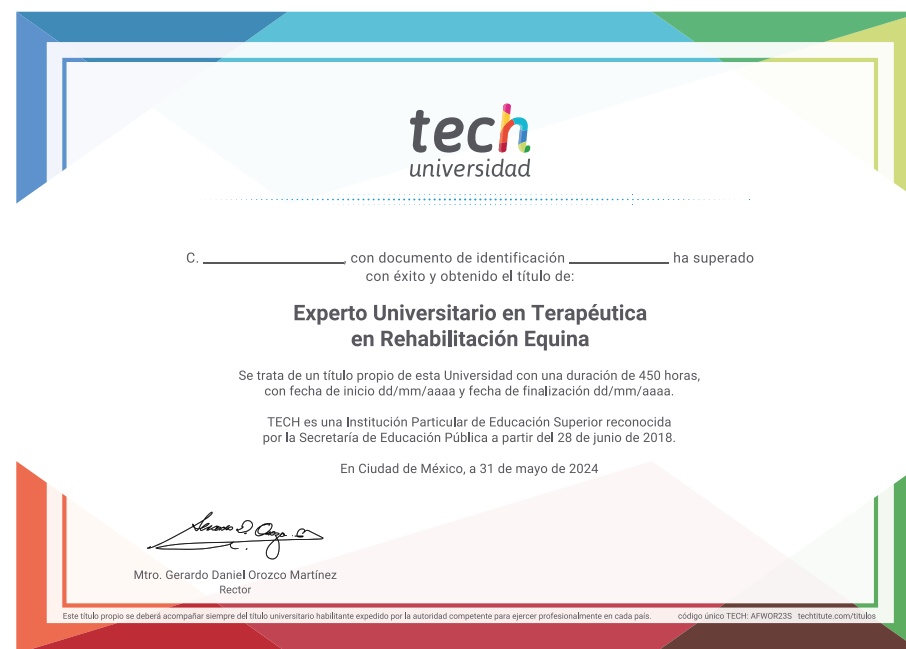 tech
universidad
C. ____________, con documento de identificación ____________ ha superado
con éxito y obtenido el título de:
Experto Universitario en Terapéutica
en Rehabilitación Equina
Se trata de un título propio de esta Universidad con una duración de 450 horas,
con fecha de inicio dd/mm/aaaa y fecha de finalización dd/mm/aaaa.
TECH es una Institución Particular de Educación Superior reconocida
por la Secretaría de Educación Pública a partir del 28 de junio de 2018.
En Ciudad de México, a 31 de mayo de 2024
Mtro. Gerardo Daniel Orozco Martínez
Rector
Este título propio se deberá acompañar siempre del título universitario habilitante expedido por la autoridad competente para ejercer profesionalmente en cada país. código único TECH: AFWOR23S techtitute.com/titulos